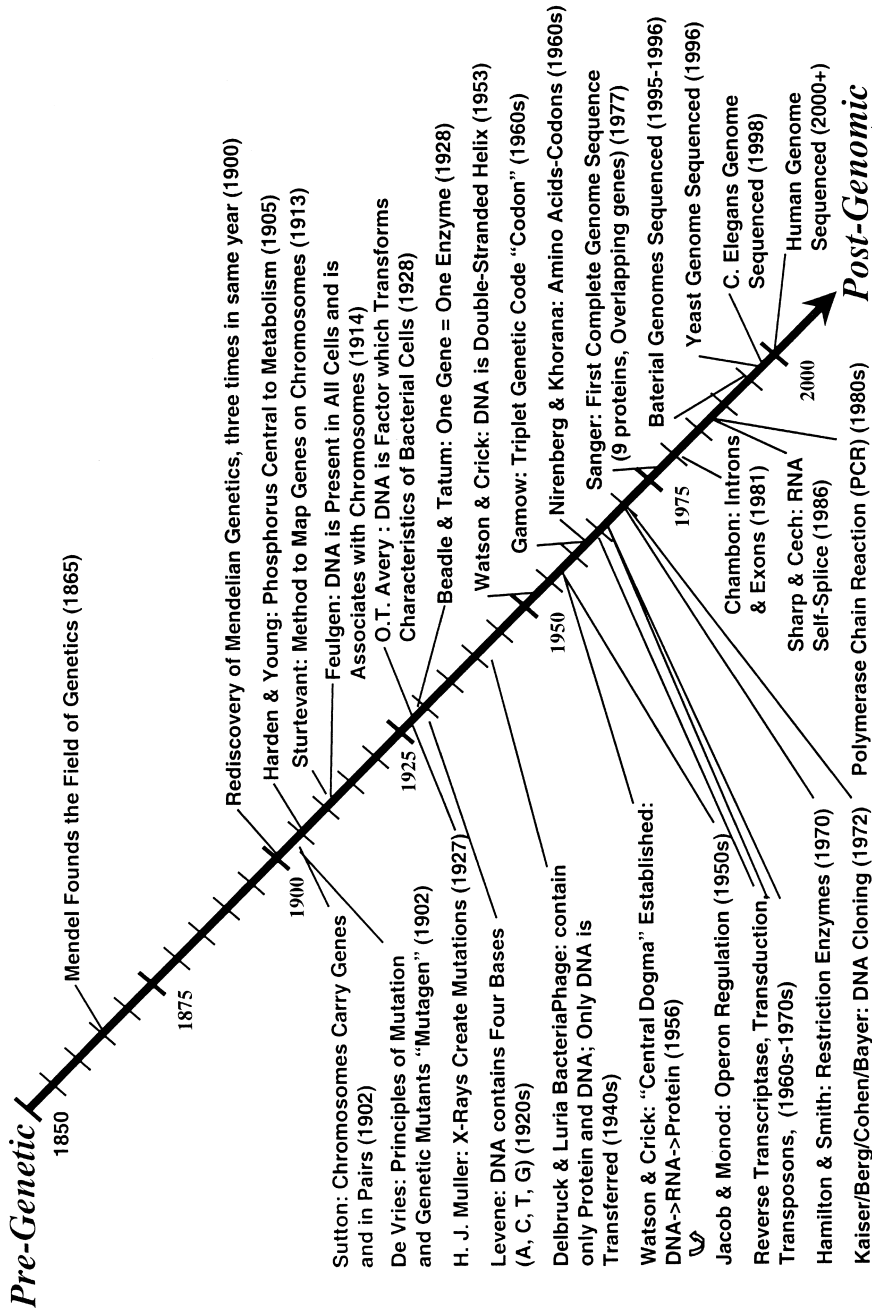 Pre-Genetic
1850
1875
1900
1925
1950
1975
2000
Post-Genomic
Mendel Founds the Field of Genetics (1865)
Rediscovery of Mendelian Genetics, three times in same year (1900)
Harden & Young: Phosphorus Central to Metabolism (1905)
Sturtevant: Method to Map Genes on Chromosomes (1913)
Feulgen: DNA is Present in All Cells and is
Associates with Chromosomes (1914)
O.T. Avery : DNA is Factor which Transforms
Characteristics of Bacterial Cells (1928)
Beadle & Tatum: One Gene = One Enzyme (1928)
Watson & Crick: DNA is Double-Stranded Helix (1953)
Gamow: Triplet Genetic Code “Codon” (1960s)
Nirenberg & Khorana: Amino Acids-Codons (1960s)
Sanger: First Complete Genome Sequence
(9 proteins, Overlapping genes) (1977)
Baterial Genomes Sequenced (1995-1996)
Yeast Genome Sequenced (1996)
C. Elegans Genome
Sequenced (1998)
Human Genome
Sequenced (2000+)
Sutton: Chromosomes Carry Genes
and in Pairs (1902)
De Vries: Principles of Mutation
and Genetic Mutants “Mutagen” (1902)
H. J. Muller: X-Rays Create Mutations (1927)
Levene: DNA contains Four Bases
(A, C, T, G) (1920s)
Delbruck & Luria BacteriaPhage: contain
only Protein and DNA; Only DNA is
Transferred (1940s)
Watson & Crick: “Central Dogma” Established:
DNA->RNA->Protein (1956)
Jacob & Monod: Operon Regulation (1950s)
Reverse Transcriptase, Transduction,
Transposons, (1960s-1970s)
Hamilton & Smith: Restriction Enzymes (1970)
Kaiser/Berg/Cohen/Bayer: DNA Cloning (1972)
Chambon: Introns
& Exons (1981)
Sharp & Cech: RNA
Self-Splice (1986)
Polymerase Chain Reaction (PCR) (1980s)